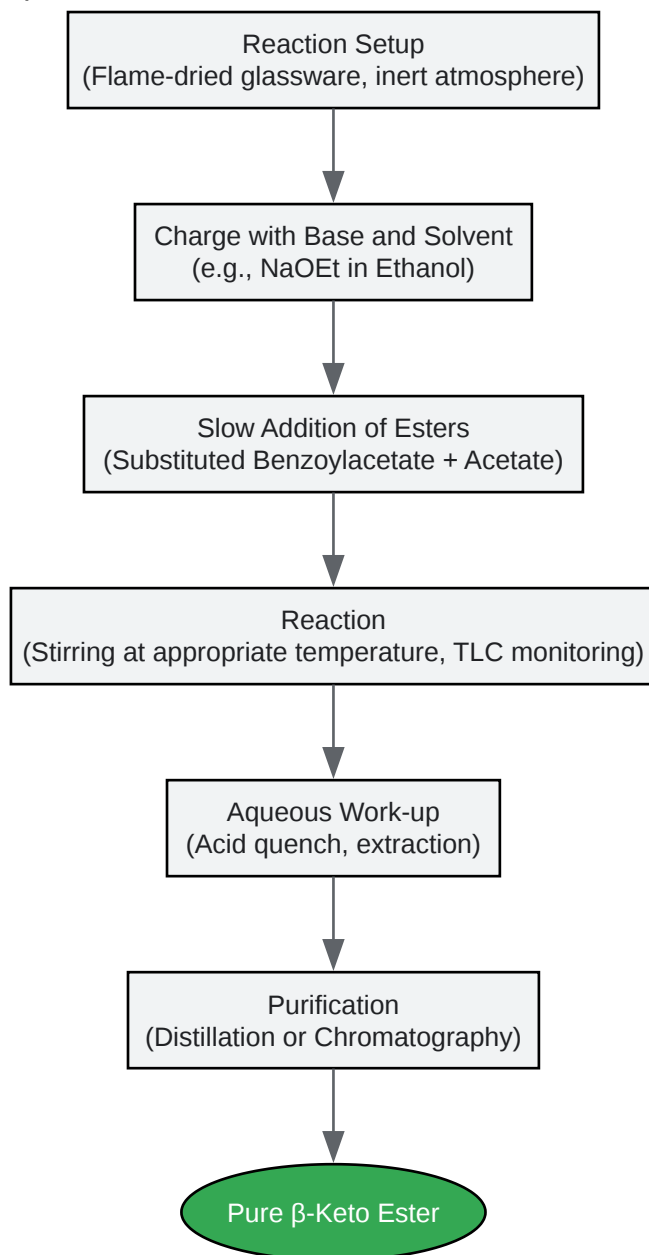 Reaction Setup
(Flame-dried glassware, inert atmosphere)
Charge with Base and Solvent
(e.g., NaOEt in Ethanol)
Slow Addition of Esters
(Substituted Benzoylacetate + Acetate)
Reaction
(Stirring at appropriate temperature, TLC monitoring)
Aqueous Work-up
(Acid quench, extraction)
Purification
(Distillation or Chromatography)
Pure β-Keto Ester